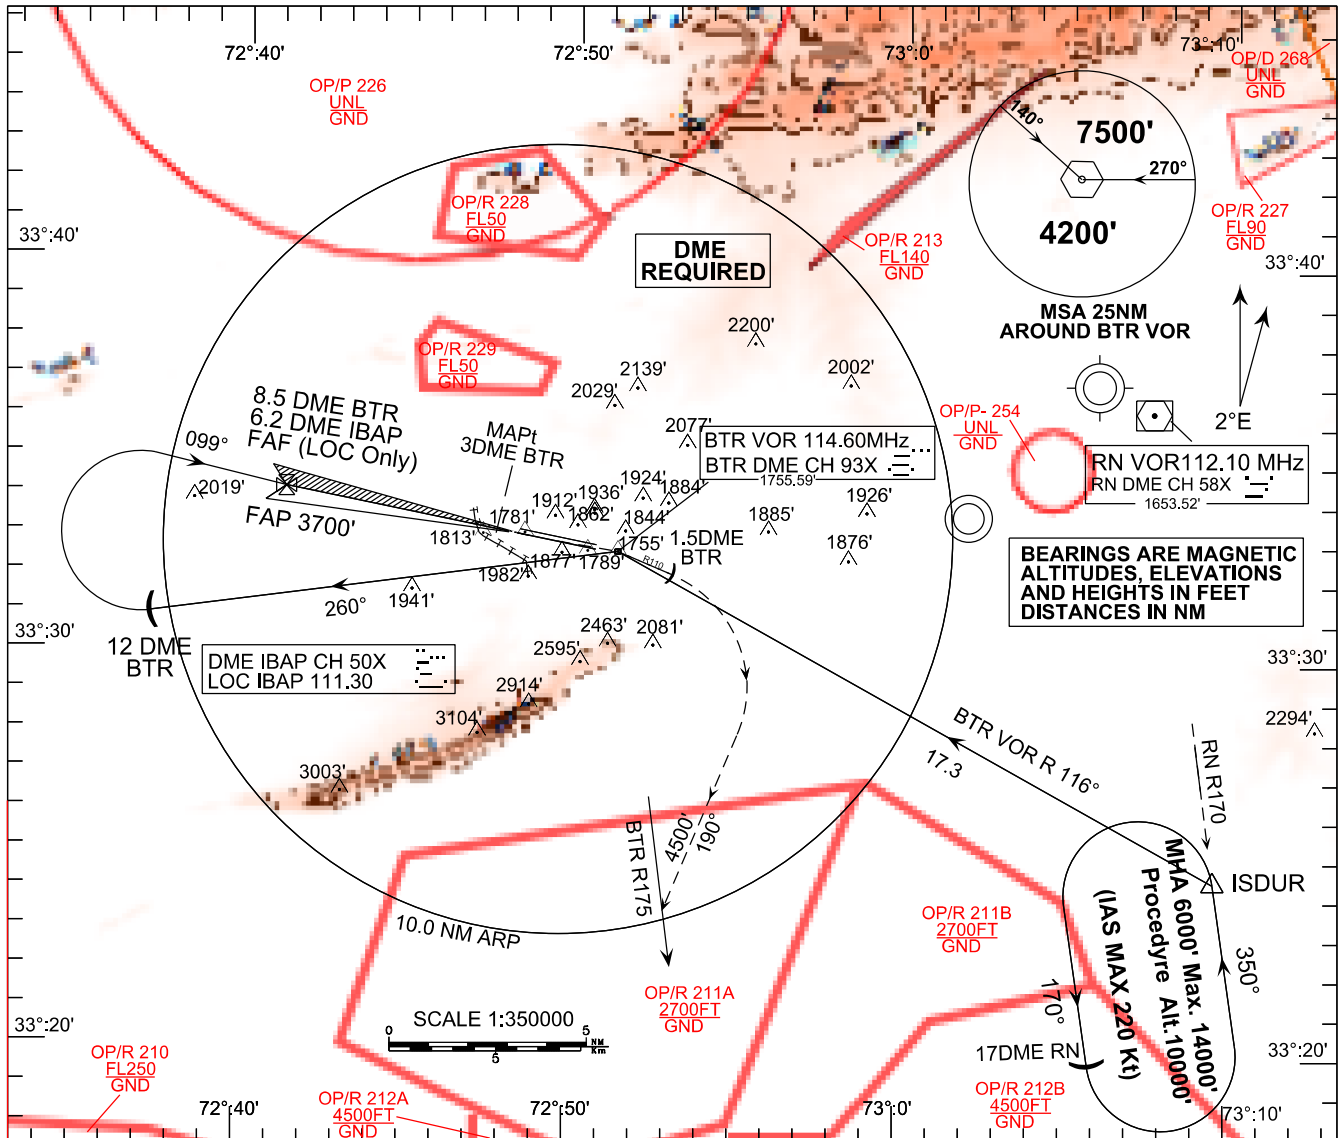 72°:40'
72°:50'
73°:0'
73°:10'
OP/P 226
UNL
GND
OP/D 268
UNL
GND
140°
7500'
270°
4200'
OP/R 228
FL50
GND
OP/R 227
FL90
GND
33°:40'
DME
REQUIRED
OP/R 213
FL140
GND
33°:40'
MSA 25NM
AROUND BTR VOR
2200'
OP/R 229
FL50
GND
2139'
2002'
2029'
8.5 DME BTR
6.2 DME IBAP
FAF (LOC Only)
OP/P- 254
UNL
GND
2°E
099°
MAPt
3DME BTR
2077'
BTR VOR 114.60MHz
BTR DME CH 93X
1755.59'
RN VOR112.10 MHz
RN DME CH 58X
1653.52'
2019'
1924'
1884'
1936'
1912'
1862'
1926'
FAP 3700'
1781'
1844'
1885'
1813'
1755'
1.5DME
BTR
1876'
1877'
1789'
R110
1982'
BEARINGS ARE MAGNETIC
ALTITUDES, ELEVATIONS
AND HEIGHTS IN FEET
DISTANCES IN NM
1941'
260°
33°:30'
12 DME
BTR
2463'
2081'
2595'
33°:30'
DME IBAP CH 50X
LOC IBAP 111.30
2914'
3104'
2294'
BTR VOR R 116°
17.3
RN R170
3003'
4500'
190°
BTR R175
ISDUR
MHA 6000' Max. 14000'
Procedyre Alt.10000'
(IAS MAX 220 Kt)
10.0 NM ARP
OP/R 211B
2700FT
GND
350°
170°
OP/R 211A
2700FT
GND
SCALE 1:350000
0
5
NM
Km
5
33°:20'
17DME RN
33°:20'
OP/R 210
FL250
GND
OP/R 212A
4500FT
GND
OP/R 212B
4500FT
GND
72°:40'
72°:50'
73°:0'
73°:10'